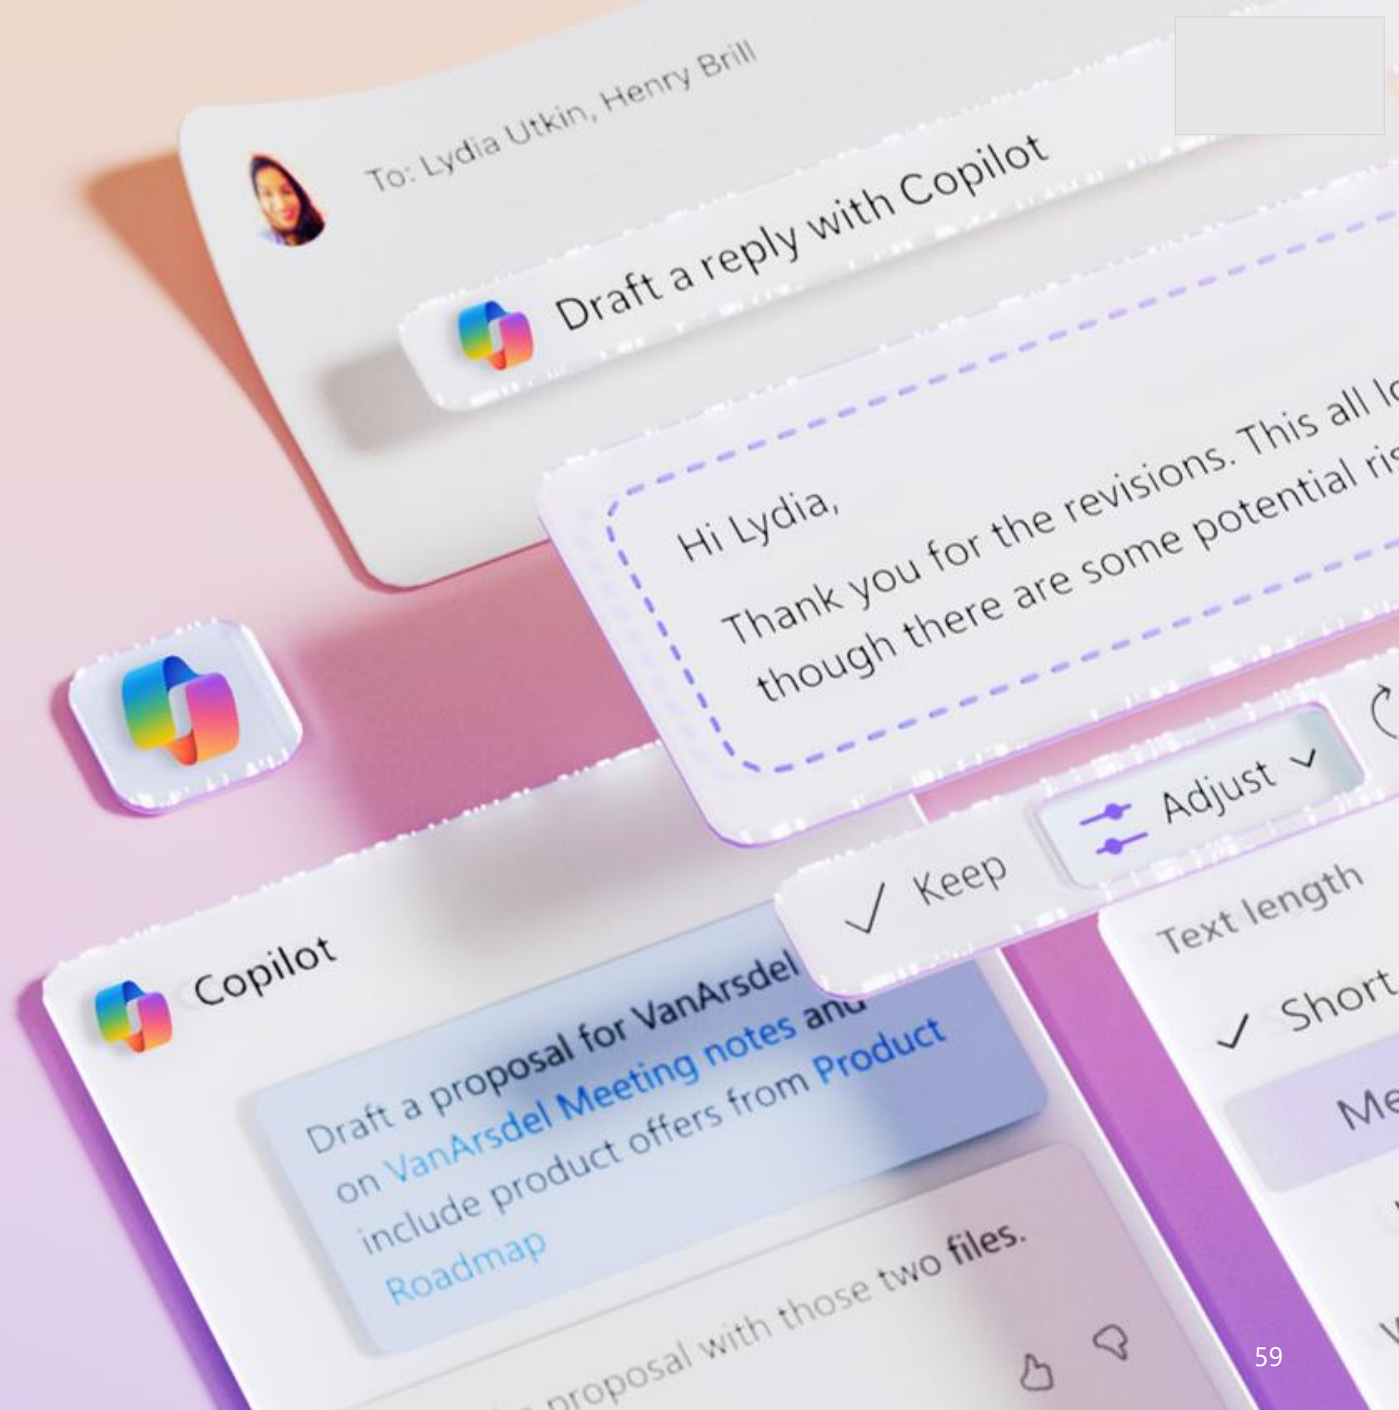 To: Lydia Utkin, Henry Brill
Draft a reply with Copilot
Hi Lydia,
Thank you for the revisions. This all
though there are some potential
Adjust
Keep
Text length
Short
Copilot
Draft a proposal for VanArsdel
on VanArsdel Meeting notes and
include product offers from Product
Roadmap
proposal with those two files.
59